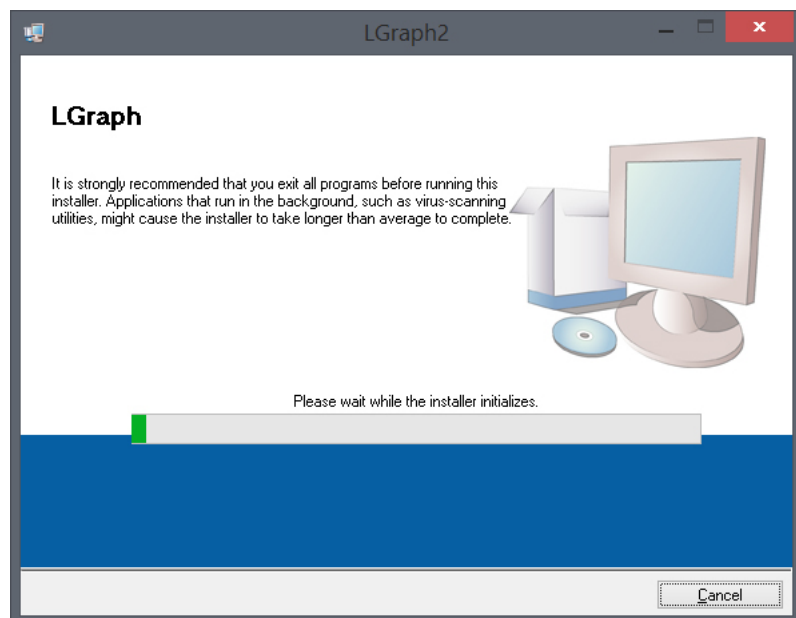 LGraph2
LGraph
It is strongly recommended that you exit all programs before running this
installer. Applications that run in the background, such as virus-scanning
utilities, might cause the installer to take longer than average to complete.
Please wait while the installer initializes.
Cancel